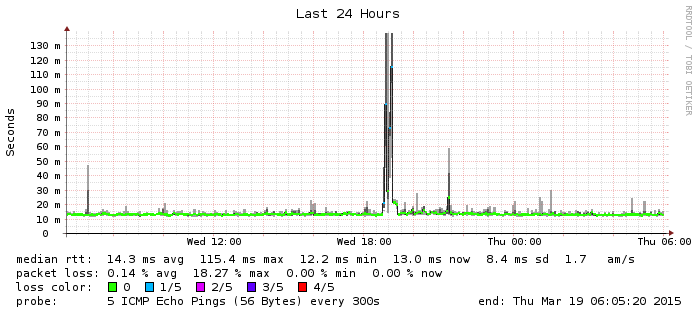 Last 24 Hours
RRDTOOL / TOBI OETIKER
Seconds
130 m
120 m
110 m
100 m
90 m
80 m
70 m
60 m
50 m
40 m
30 m
20 m
10 m
0
Wed 12:00 Wed 18:00 Thu 00:00 Thu 06:00
median rtt: 14.3 ms avg 115.4 ms max 12.2 ms min 13.0 ms now 8.4 ms sd 1.7 am/s
packet loss: 0.14 % avg 18.27 % max 0.00 % min 0.00 % now
loss color: 0 1/5 2/5 3/5 4/5
probe: 5 ICMP Echo Pings (56 Bytes) every 300s end: Thu Mar 19 06:05:20 2015